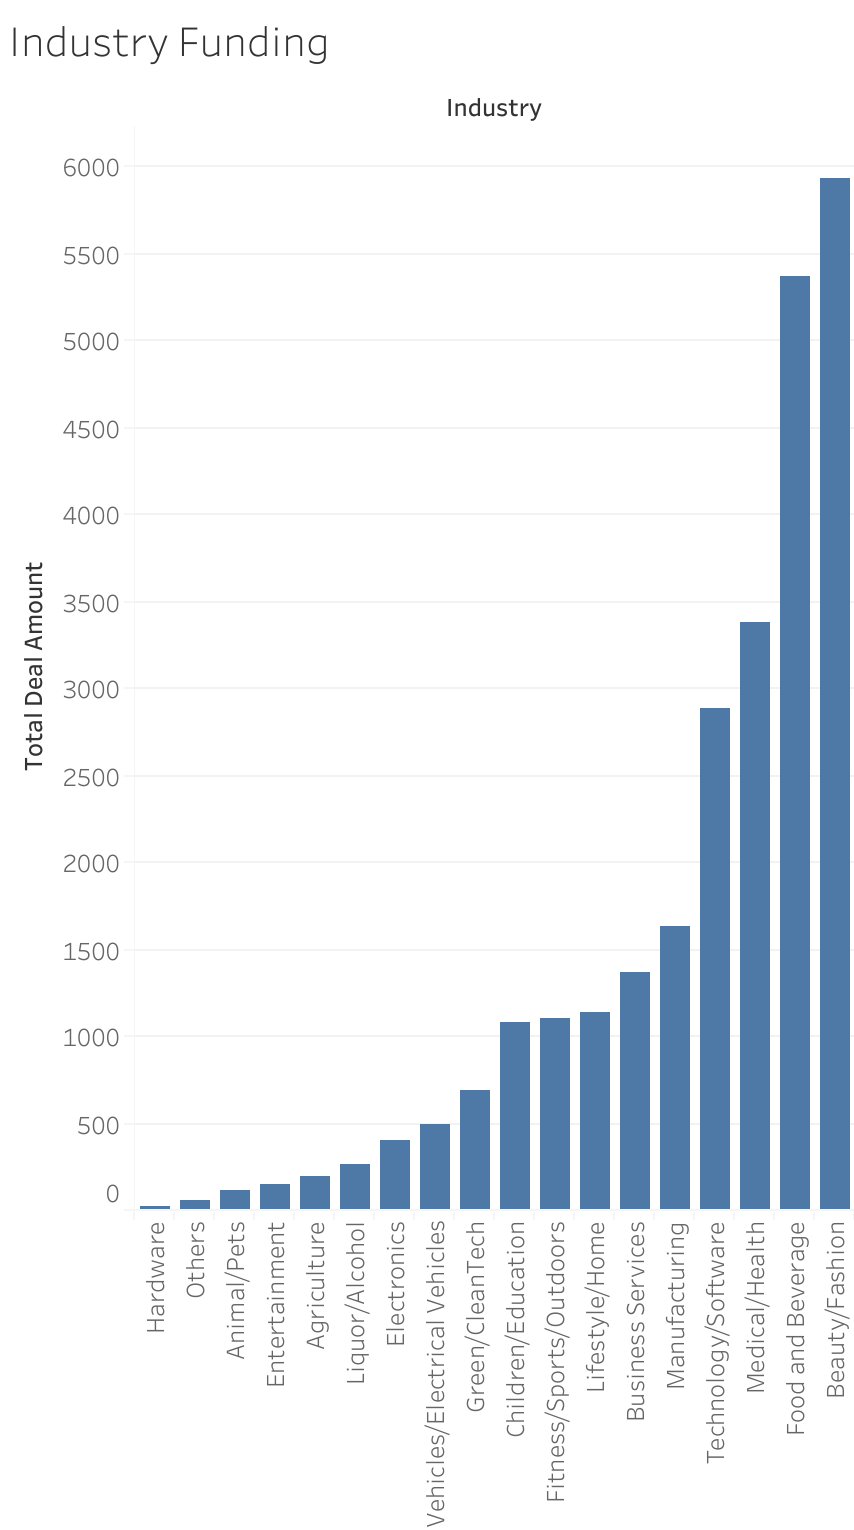 Industry Funding
Industry
6000
5500
5000
4500
4000
3500
3000
2500
2000
1500
1000
500
0
Total Deal Amount
Hardware
Others
Animal/Pets
Entertainment
Agriculture
Liquor/Alcohol
Electronics
Vehicles/Electrical Vehicles
Green/CleanTech
Children/Education
Fitness/Sports/Outdoors
Lifestyle/Home
Business Services
Manufacturing
Technology/Software
Medical/Health
Food and Beverage
Beauty/Fashion